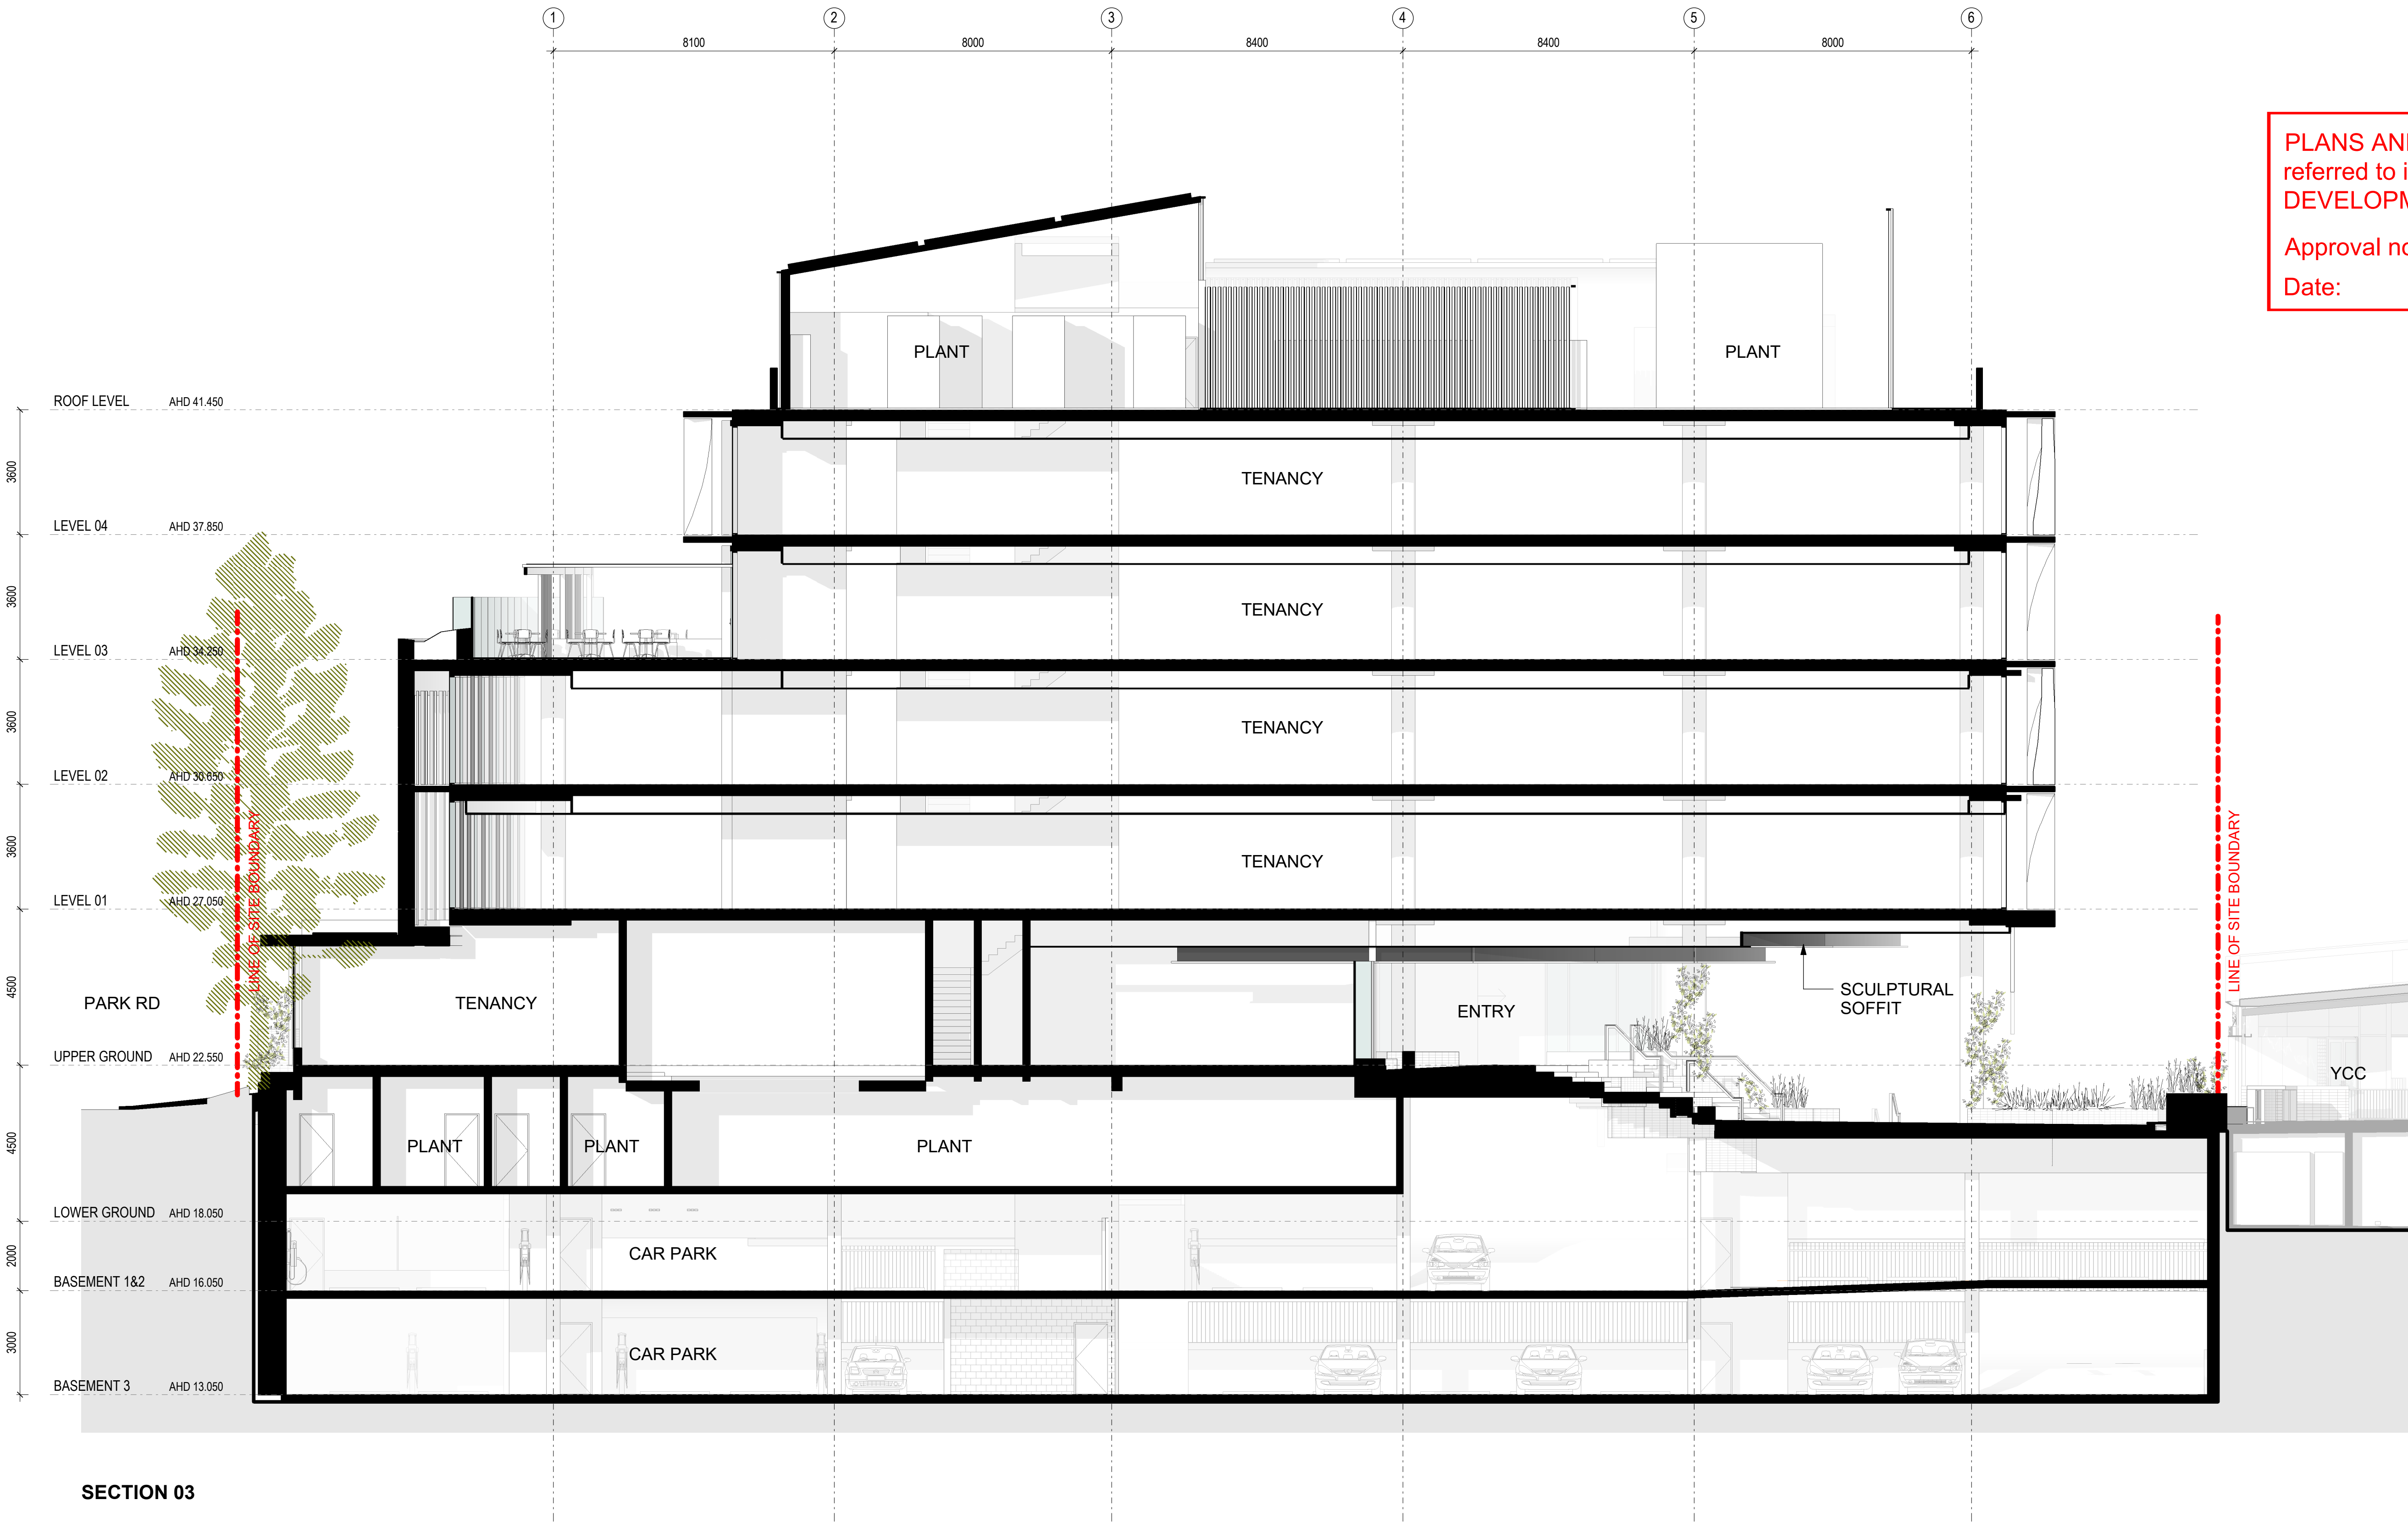 1 2 3 4 5 6
8100 8000 8400 8400 8000
PLANS AN
referred to i
DEVELOPM
Approval no
Date:
PLANT PLANT
ROOF LEVEL AHD 41.450
3600
TENANCY
LEVEL 04 AHD 37.850
3600
TENANCY
LEVEL 03 AHD 34.250
3600
TENANCY
LEVEL 02 AHD 30.650
3600
TENANCY
LINE OF SITE BOUNDARY
LINE OF SITE BOUNDARY
LEVEL 01 AHD 27.050
4500
PARK RD
TENANCY
ENTRY
SCULPTURAL
SOFFIT
UPPER GROUND AHD 22.550
YCC
4500
PLANT PLANT PLANT
LOWER GROUND AHD 18.050
2000
CAR PARK
BASEMENT 1&2 AHD 16.050
3000
CAR PARK
BASEMENT 3 AHD 13.050
SECTION 03